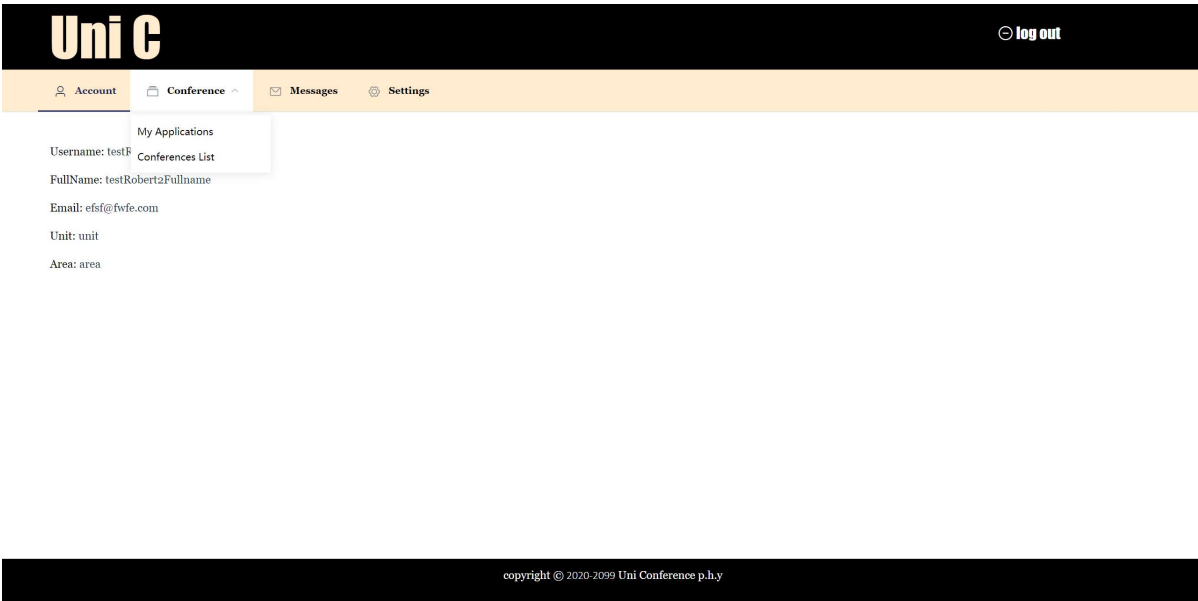 Uni C
log out
Account Conference Messages Settings
My Applications
Conferences List
Username: test
FullName: testRobert2Fullname
Email: efsf@fwfe.com
Unit: unit
Area: area
copyright © 2020-2099 Uni Conference p.h.y